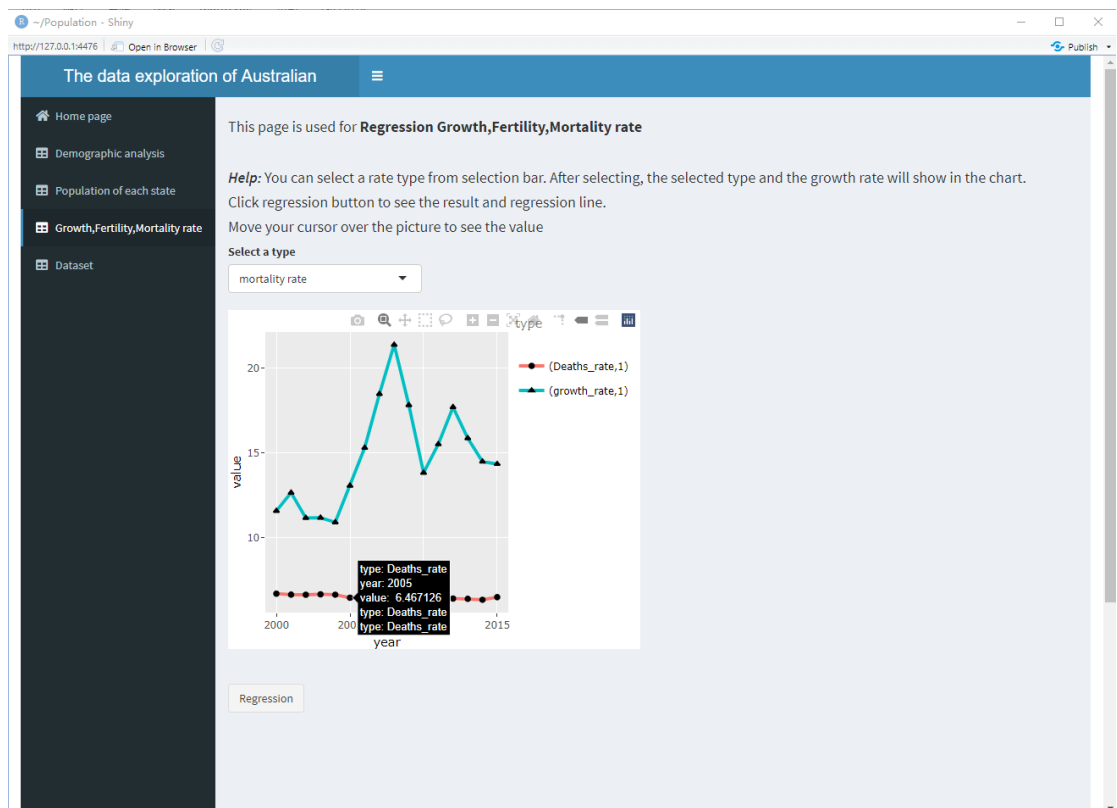 ~/Population - Shiny
http://127.0.0.1:4476 Open in Browser Publish
The data exploration of Australian
Home page
Demographic analysis
Population of each state
Growth,Fertility,Mortality rate
Dataset
This page is used for Regression Growth,Fertility,Mortality rate
Help: You can select a rate type from selection bar. After selecting, the selected type and the growth rate will show in the chart.
Click regression button to see the result and regression line.
Move your cursor over the picture to see the value
Select a type
mortality rate
type
(Deaths_rate,1)
(growth_rate,1)
20
15
10
value
type: Deaths_rate
year: 2005
value: 6.467126
type: Deaths_rate
type: Deaths_rate
2000 200 2015
year
Regression